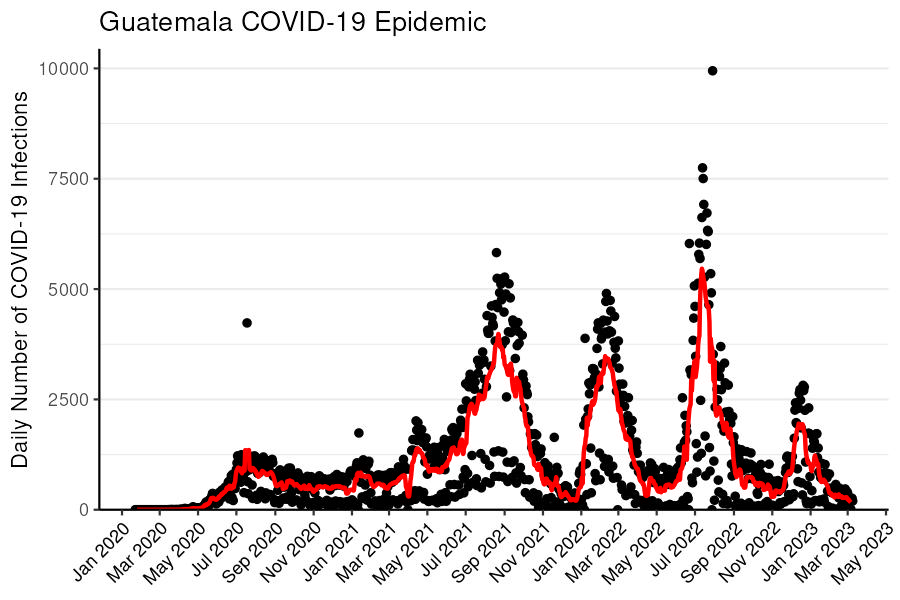 Guatemala COVID-19 Epidemic
Daily Number of COVID-19 Infections
10000
7500
5000
2500
0
Jan 2020
Mar 2020
May 2020
Jul 2020
Sep 2020
Nov 2020
Jan 2021
Mar 2021
May 2021
Jul 2021
Sep 2021
Nov 2021
Jan 2022
Mar 2022
May 2022
Jul 2022
Sep 2022
Nov 2022
Jan 2023
Mar 2023
May 2023